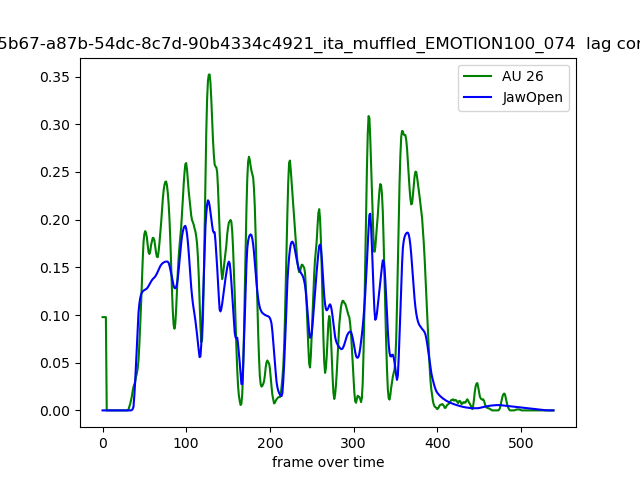 5b67-a87b-54dc-8c7d-90b4334c4921_ita_muffled_EMOTION100_074 lag cor
AU 26
JawOpen
0.35
0.30
0.25
0.20
0.15
0.10
0.05
0.00
0 100 200 300 400 500
frame over time